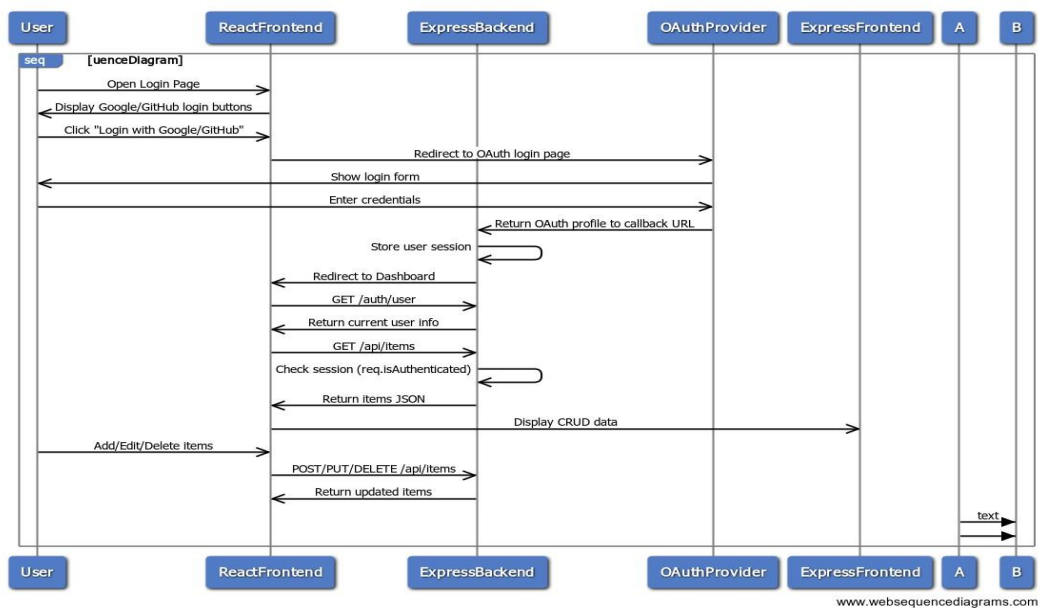 User ReactFrontend ExpressBackend OAuthProvider ExpressFrontend A B
seq [uenceDiagram]
Open Login Page
Display Google/GitHub login buttons
Click "Login with Google/GitHub"
Redirect to OAuth login page
Show login form
Enter credentials
Return OAuth profile to callback URL
Store user session
Redirect to Dashboard
GET /auth/user
Return current user info
GET /api/items
Check session (req.isAuthenticated)
Return items JSON
Display CRUD data
Add/Edit/Delete items
POST/PUT/DELETE /api/items
Return updated items
text
User ReactFrontend ExpressBackend OAuthProvider ExpressFrontend A B
www.websequencediagrams.com